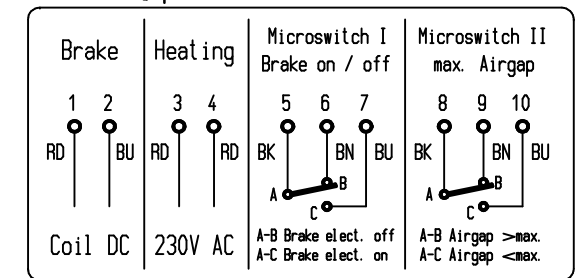 Brake
Heating
Microswitch I
Brake on / off
Microswitch II
max. Airgap
1 2 3 4 5 6 7 8 9 10
RD BU RD RD BK BN BU BK BN BU
A B C A B C
Coil DC
230V AC
A-B Brake elect. off
A-C Brake elect. on
A-B Airgap >max.
A-C Airgap <max.